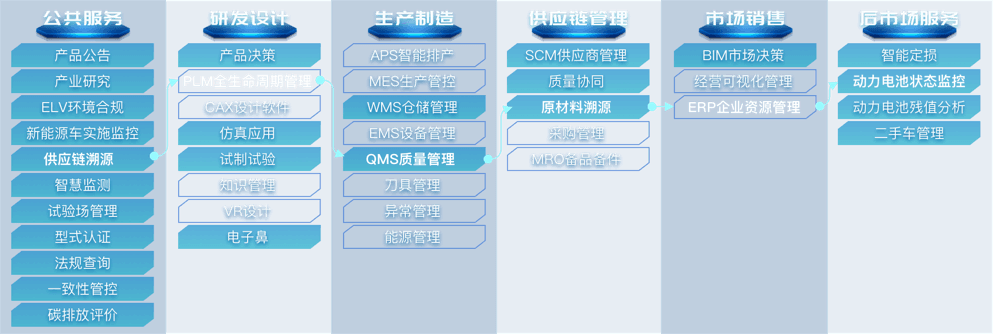 公共服务
产品公告
产业研究
ELV环境合规
新能源车实施监控
供应链溯源
智慧监测
试验场管理
型式认证
法规查询
一致性管控
碳排放评价
研发设计
产品决策
PLM全生命周期管理
CAX设计软件
仿真应用
试制试验
知识管理
VR设计
电子鼻
生产制造
APS智能排产
MES生产管控
WMS仓储管理
EMS设备管理
QMS质量管理
刀具管理
异常管理
能源管理
供应链管理
SCM供应商管理
质量协同
原材料溯源
采购管理
MRO备品备件
市场销售
BIM市场决策
经营可视化管理
ERP企业资源管理
后市场服务
智能定损
动力电池状态监控
动力电池残值分析
二手车管理